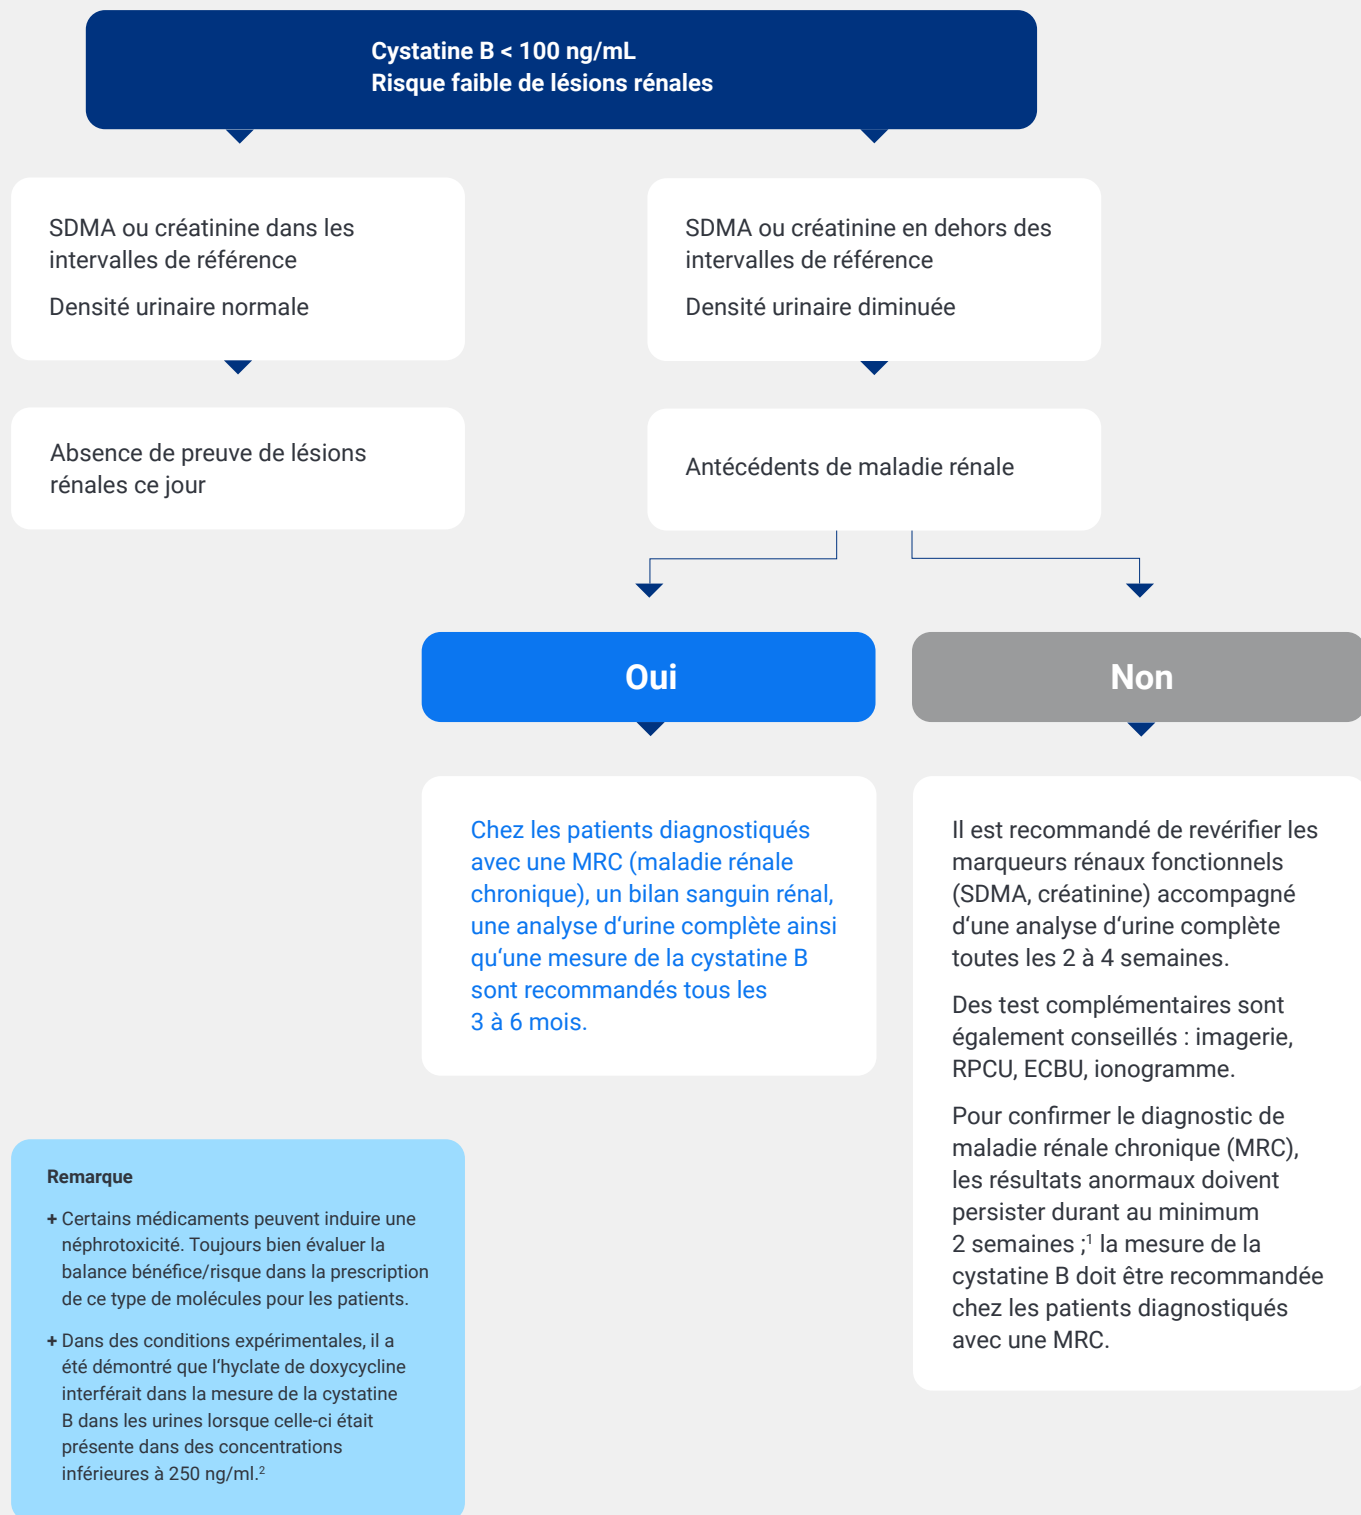 Cystatine B < 100 ng/mL
Risque faible de lésions rénales
SDMA ou créatinine dans les
intervalles de référence
Densité urinaire normale
SDMA ou créatinine en dehors des
intervalles de référence
Densité urinaire diminuée
Absence de preuve de lésions
rénales ce jour
Antécédents de maladie rénale
Oui
Non
Chez les patients diagnostiqués
avec une MRC (maladie rénale
chronique), un bilan sanguin rénal,
une analyse d‘urine complète ainsi
qu‘une mesure de la cystatine B
sont recommandés tous les
3 à 6 mois.
Il est recommandé de revérifier les
marqueurs rénaux fonctionnels
(SDMA, créatinine) accompagné
d‘une analyse d‘urine complète
toutes les 2 à 4 semaines.
Des test complémentaires sont
également conseillés : imagerie,
RPCU, ECBU, ionogramme.
Pour confirmer le diagnostic de
maladie rénale chronique (MRC),
les résultats anormaux doivent
persister durant au minimum
2 semaines ;¹ la mesure de la
cystatine B doit être recommandée
chez les patients diagnostiqués
avec une MRC.
Remarque
+ Certains médicaments peuvent induire une
néphrotoxicité. Toujours bien évaluer la
balance bénéfice/risque dans la prescription
de ce type de molécules pour les patients.
+ Dans des conditions expérimentales, il a
été démontré que l‘hyclate de doxycycline
interférait dans la mesure de la cystatine
B dans les urines lorsque celle-ci était
présente dans des concentrations
inférieures à 250 ng/ml.²